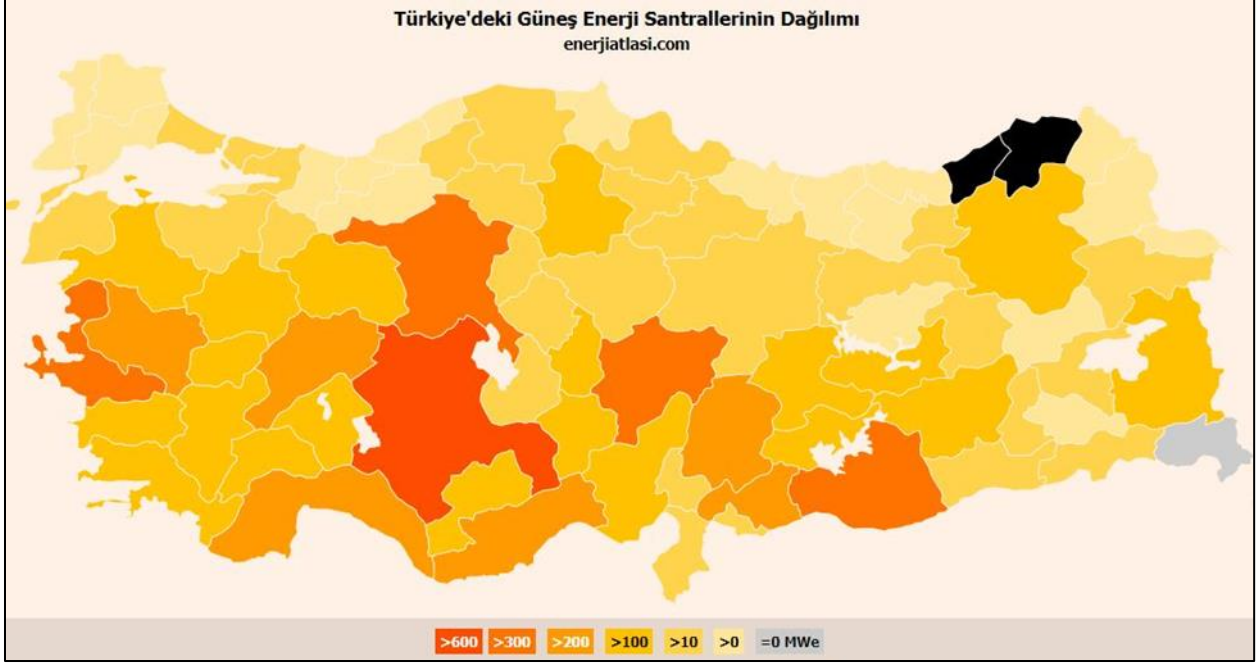 Türkiye'deki Güneş Enerji Santrallerinin Dağılımı
enerjiatlasi.com
>600 >300 >200 >100 >10 >0 =0 MWe